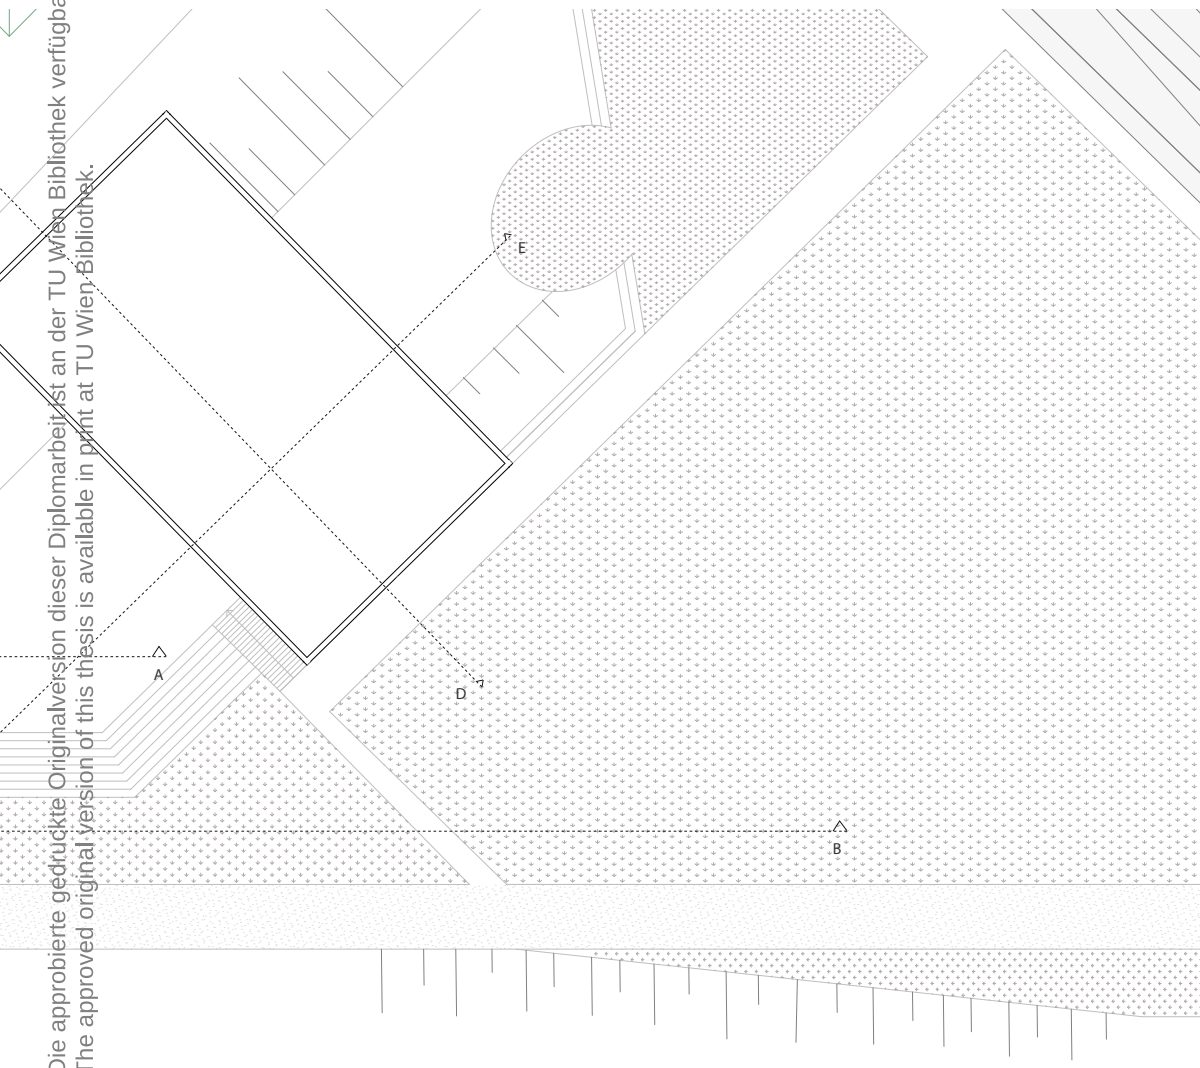 Die approbierte gedruckte Originalversion dieser Diplomarbeit ist an der TU Wien Bibliothek
The approved original version of this thesis is available in print at TU Wien Bibliothek.
E
A
D
B